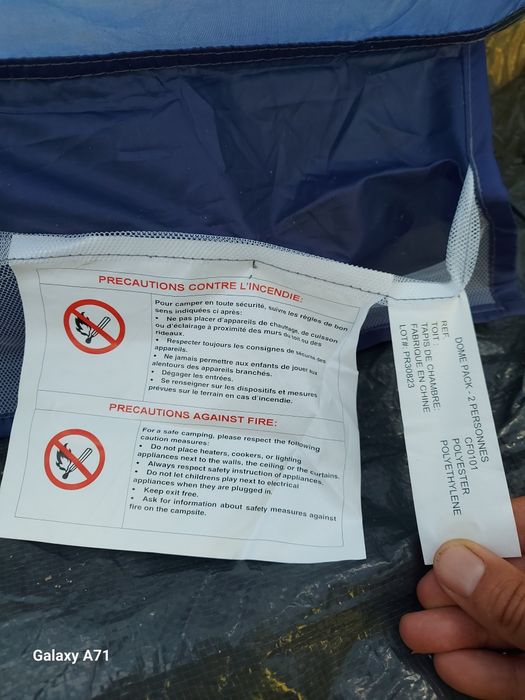 PRECAUTIONS CONTRE L'INCENDIE:
Pour camper en toute sécurité, suivre les règles de bon
sens indiquées ci après:
• Ne pas placer d'appareils de chauffage, de cuisson
ou d'éclairage à proximité des murs du toit ou des
rideaux.
• Respecter toujours les consignes de sécurité des
appareils.
• Ne jamais permettre aux enfants de jouer aux
alentours des appareils branchés.
• Dégager les entrées.
• Se renseigner sur les dispositifs et mesures
prévues sur le terrain en cas d'incendie.
PRECAUTIONS AGAINST FIRE:
For a safe camping, please respect the following
caution measures:
• Do not place heaters, cookers, or lighting
appliances next to the walls, the ceiling, or the curtains.
• Always respect safety instruction of appliances.
• Do not let childrens play next to electrical
appliances when they are plugged in.
• Keep exit free.
• Ask for information about safety measures against
fire on the campsite.
DOME PACK - 2 PERSONNES
REF. CF0101
TOIT : POLYESTER
TAPIS DE CHAMBRE: POLYETHYLENE
FABRIQUE EN CHINE
LOTE PR30823
Galaxy A71